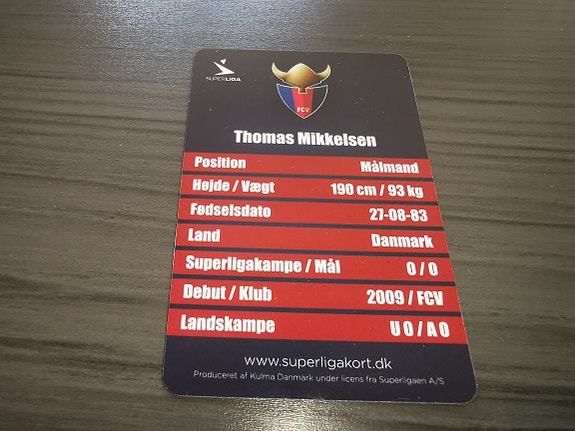 SUPERLIGA
FCV
Thomas Mikkelsen
Position Målmand
Højde / Vægt 190 cm / 93 kg
Fødselsdato 27-08-83
Land Danmark
Superligakampe / Mål 0 / 0
Debut / Klub 2009 / FCV
Landskampe U 0 / A 0
www.superligakort.dk
Produceret af Kulma Danmark under licens fra Superligaen A/S